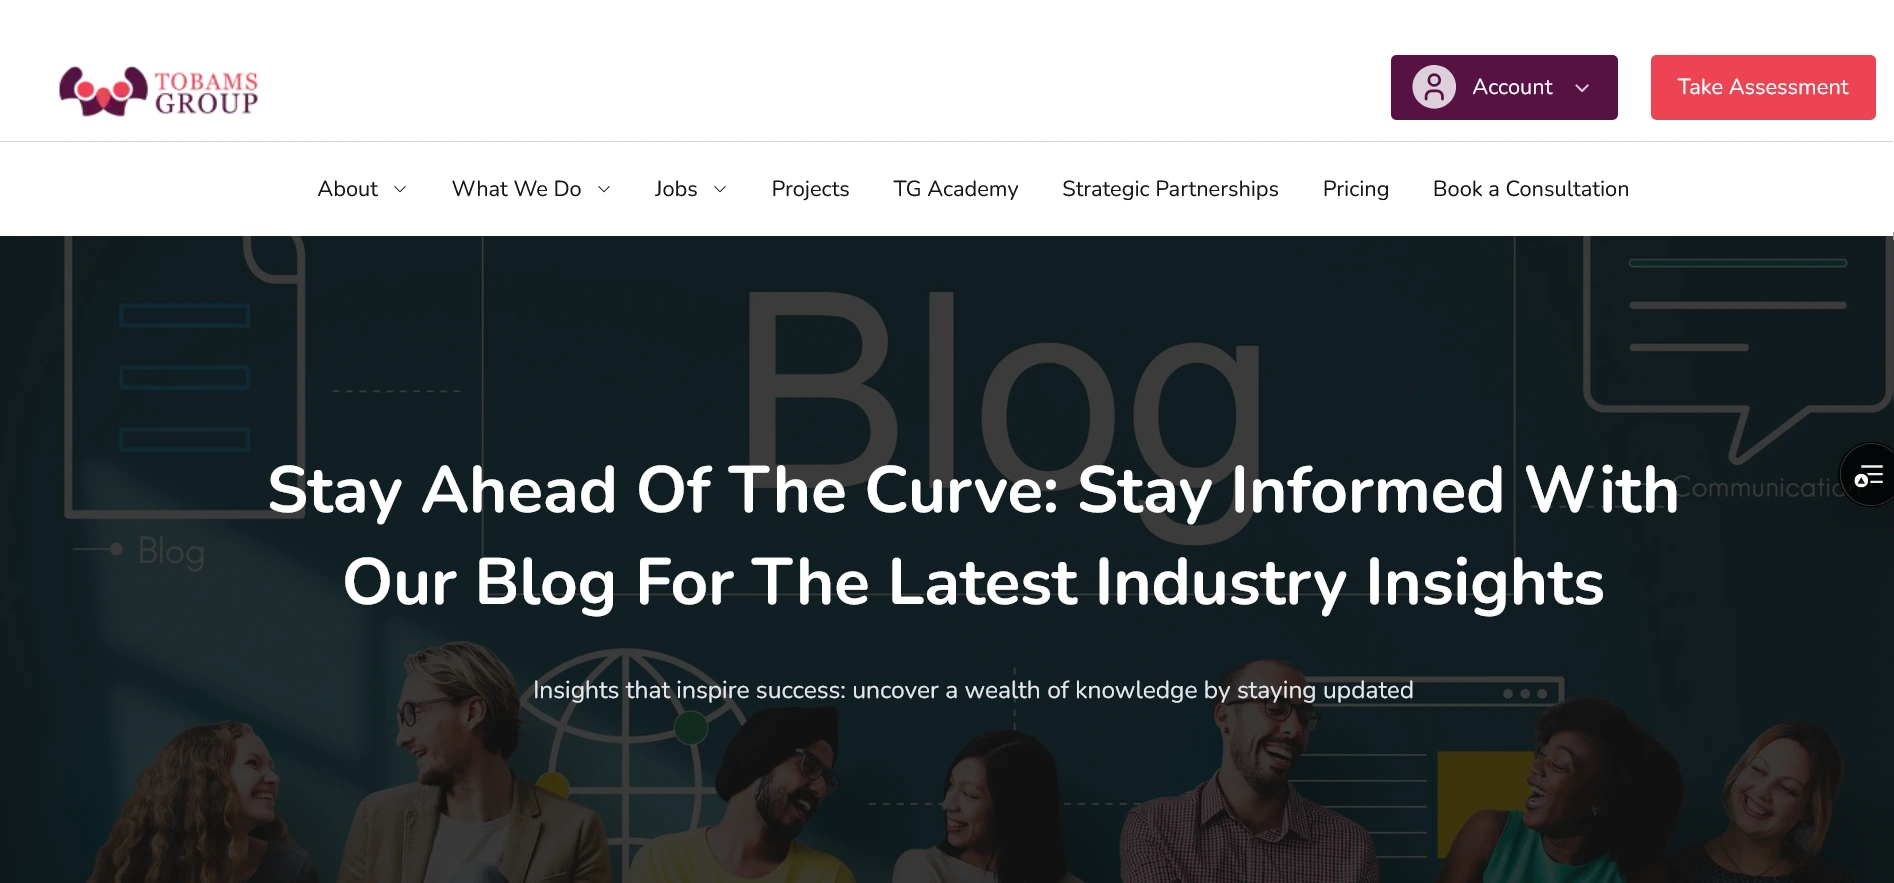 TOBAMS
GROUP
Account
Take Assessment
About
What We Do
Jobs
Projects
TG Academy
Strategic Partnerships
Pricing
Book a Consultation
Blog
Stay Ahead Of The Curve: Stay Informed With
Communicatio
Blog
Our Blog For The Latest Industry Insights
Insights that inspire success: uncover a wealth of knowledge by staying updated